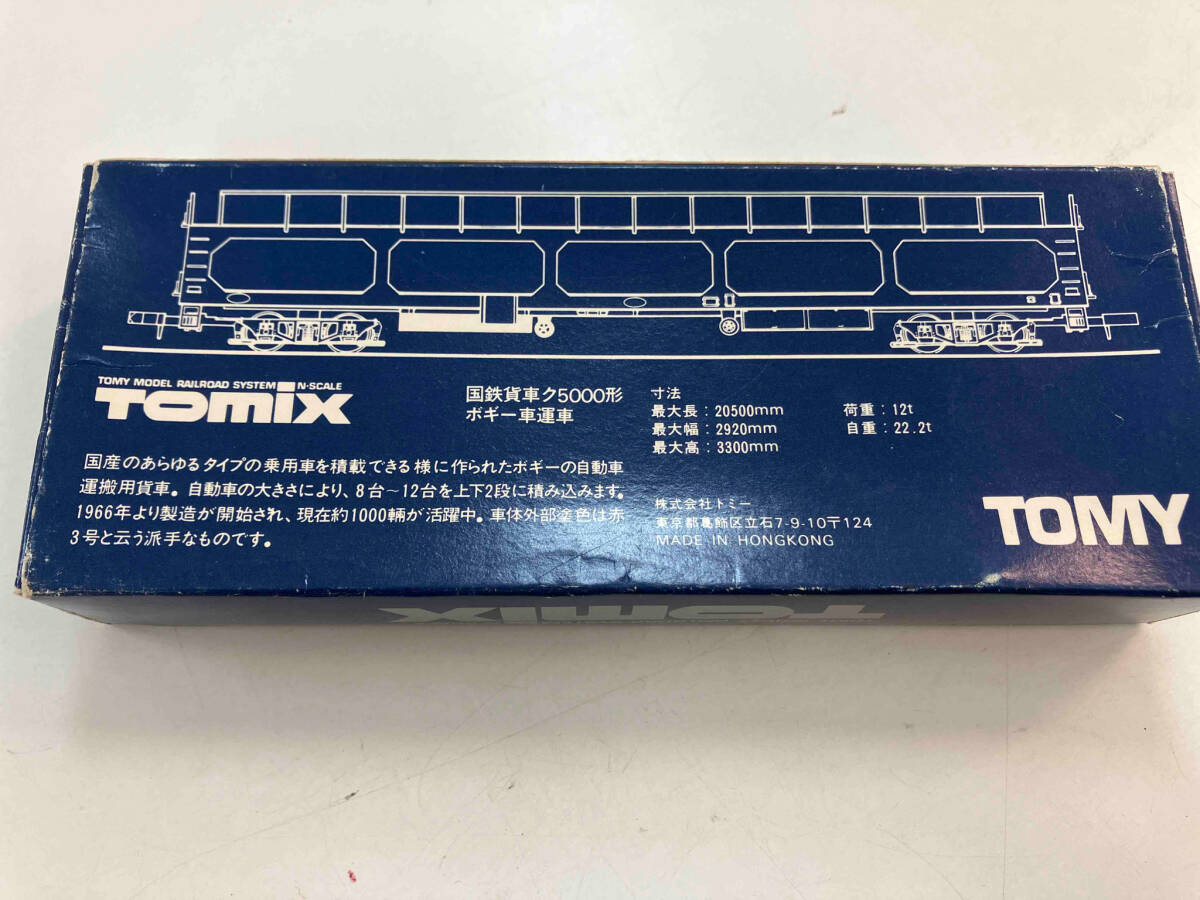 TOMY MODEL RAILROAD SYSTEM N-SCALE
TOMIX
国鉄貨車ク5000形
ボギー車運車
寸法
最大長：20500mm
最大幅：2920mm
最大高：3300mm
荷重：12t
自重：22.2t
国産のあらゆるタイプの乗用車を積載できる様に作られたボギーの自動車
運搬用貨車。自動車の大きさにより、8台～12台を上下2段に積み込みます。
1966年より製造が開始され、現在約1000輌が活躍中。車体外部塗色は赤
3号と云う派手なものです。
株式会社トミー
東京都葛飾区立石7-9-10〒124
MADE IN HONGKONG
TOMY
TOMIX